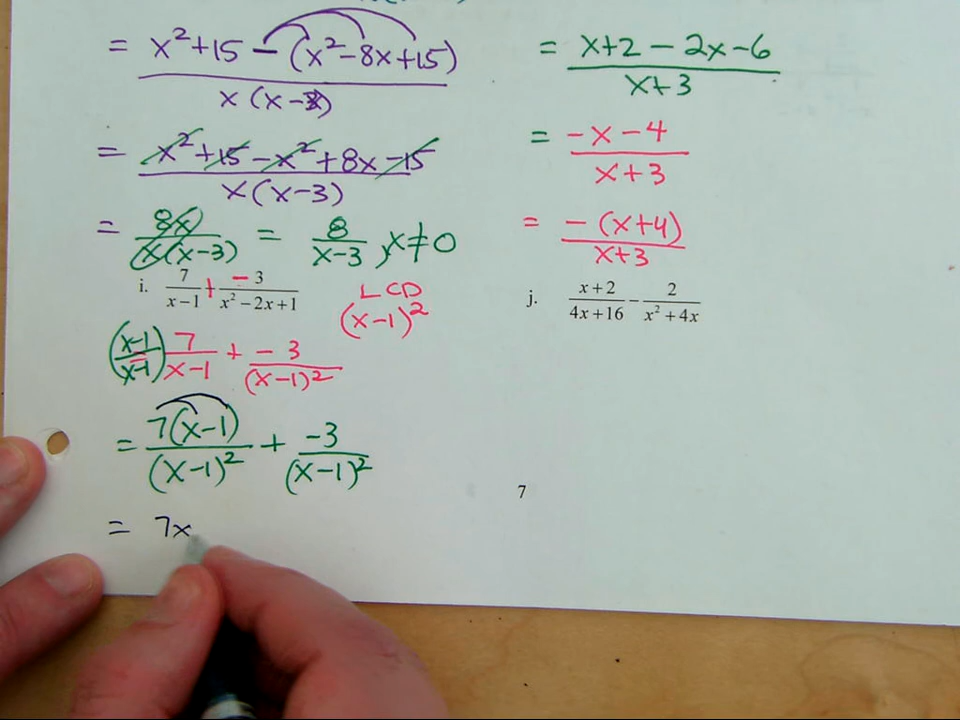 = x²+15 - (x²-8x+15) / x(x-3)
= x²+15-x²+8x-15 / x(x-3)
= 8x / x(x-3) = 8 / x-3 , x≠0
i. 7 / x-1 + -3 / x²-2x+1
LCD
(x-1)²
(x-1 / x-1) 7 / x-1 + -3 / (x-1)²
= 7(x-1) / (x-1)² + -3 / (x-1)²
= 7x
= x+2-2x-6 / x+3
= -x-4 / x+3
= -(x+4) / x+3
j. x+2 / 4x+16 - 2 / x²+4x
7